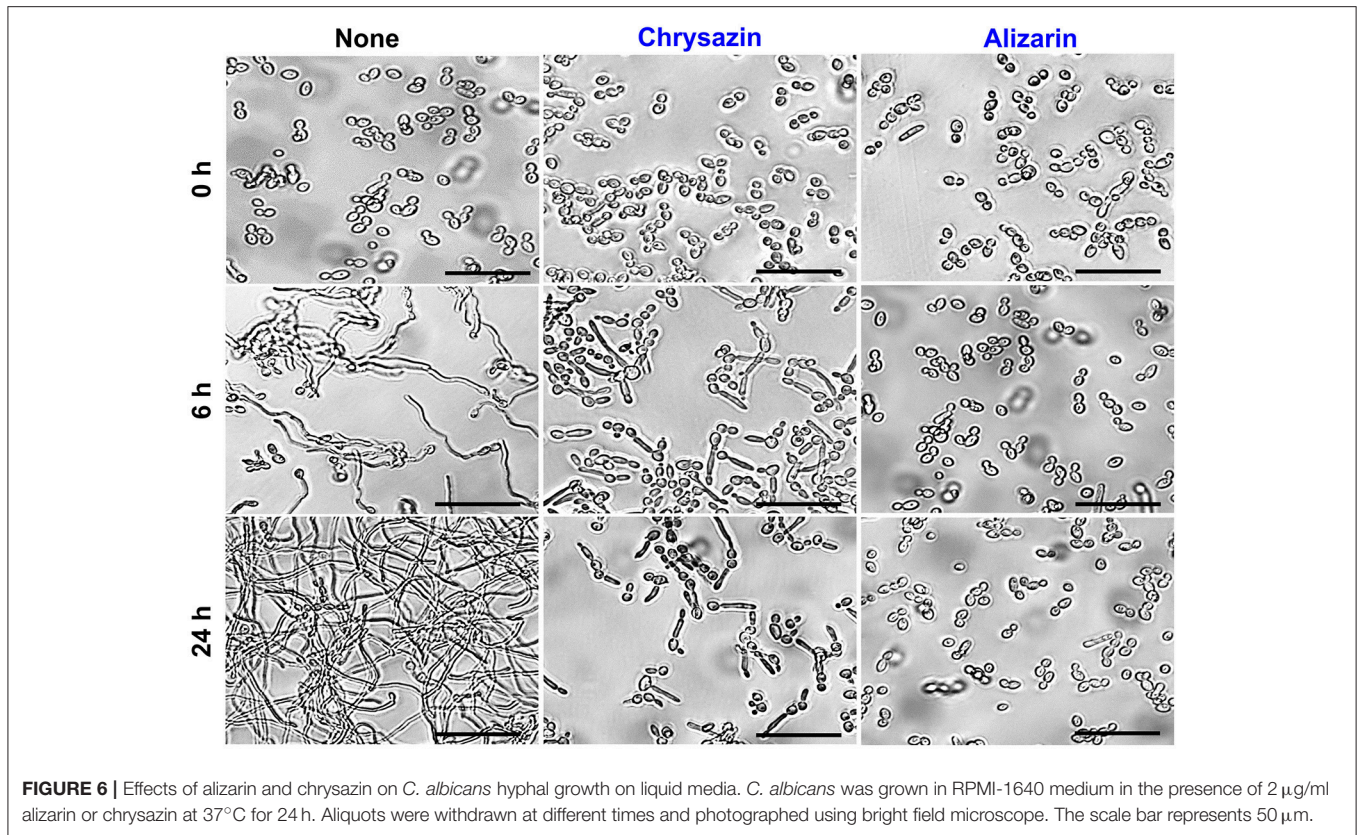 None Chrysazin Alizarin
0 h
6 h
24 h
FIGURE 6 | Effects of alizarin and chrysazin on C. albicans hyphal growth on liquid media. C. albicans was grown in RPMI-1640 medium in the presence of 2 μg/ml
alizarin or chrysazin at 37°C for 24 h. Aliquots were withdrawn at different times and photographed using bright field microscope. The scale bar represents 50 μm.